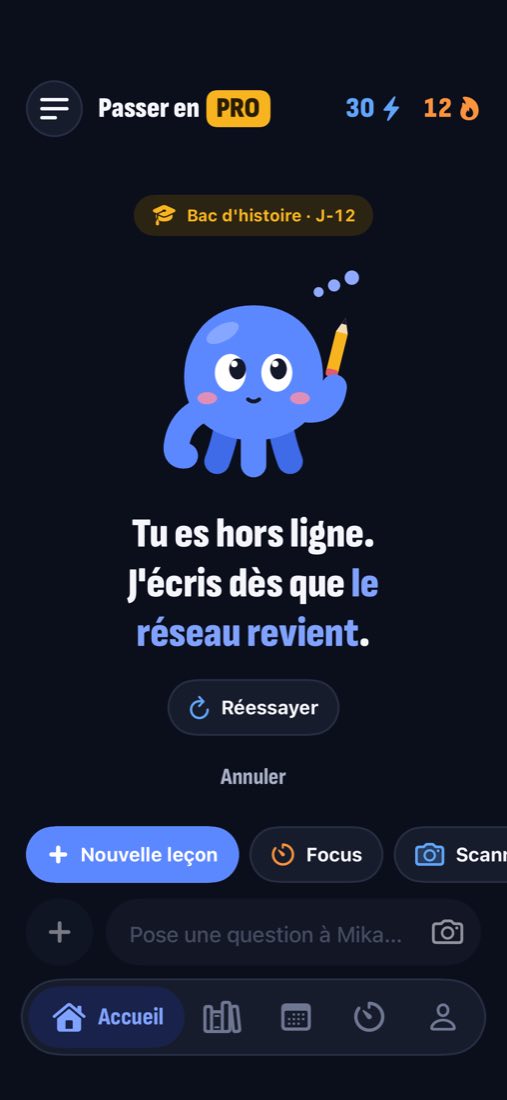 Passer en PRO 30 12
Bac d'histoire · J-12
Tu es hors ligne.
J'écris dès que le
réseau revient.
Réessayer
Annuler
Nouvelle leçon Focus Scann
Pose une question à Mika...
Accueil